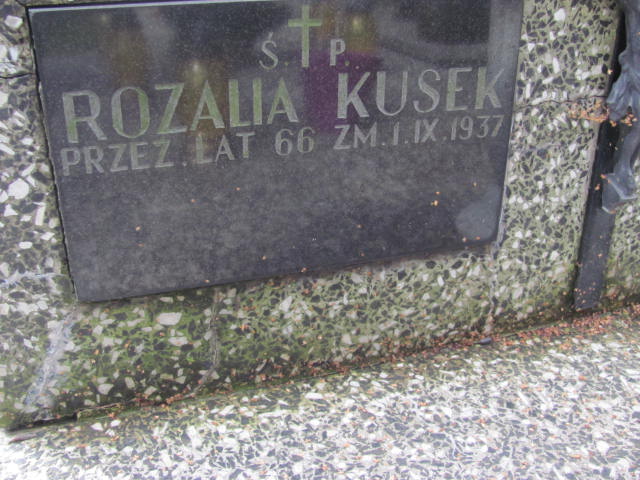 Ś. P.
ROZALIA KUSEK
PRZEŻ. LAT 66 ZM. 1. IX. 1937